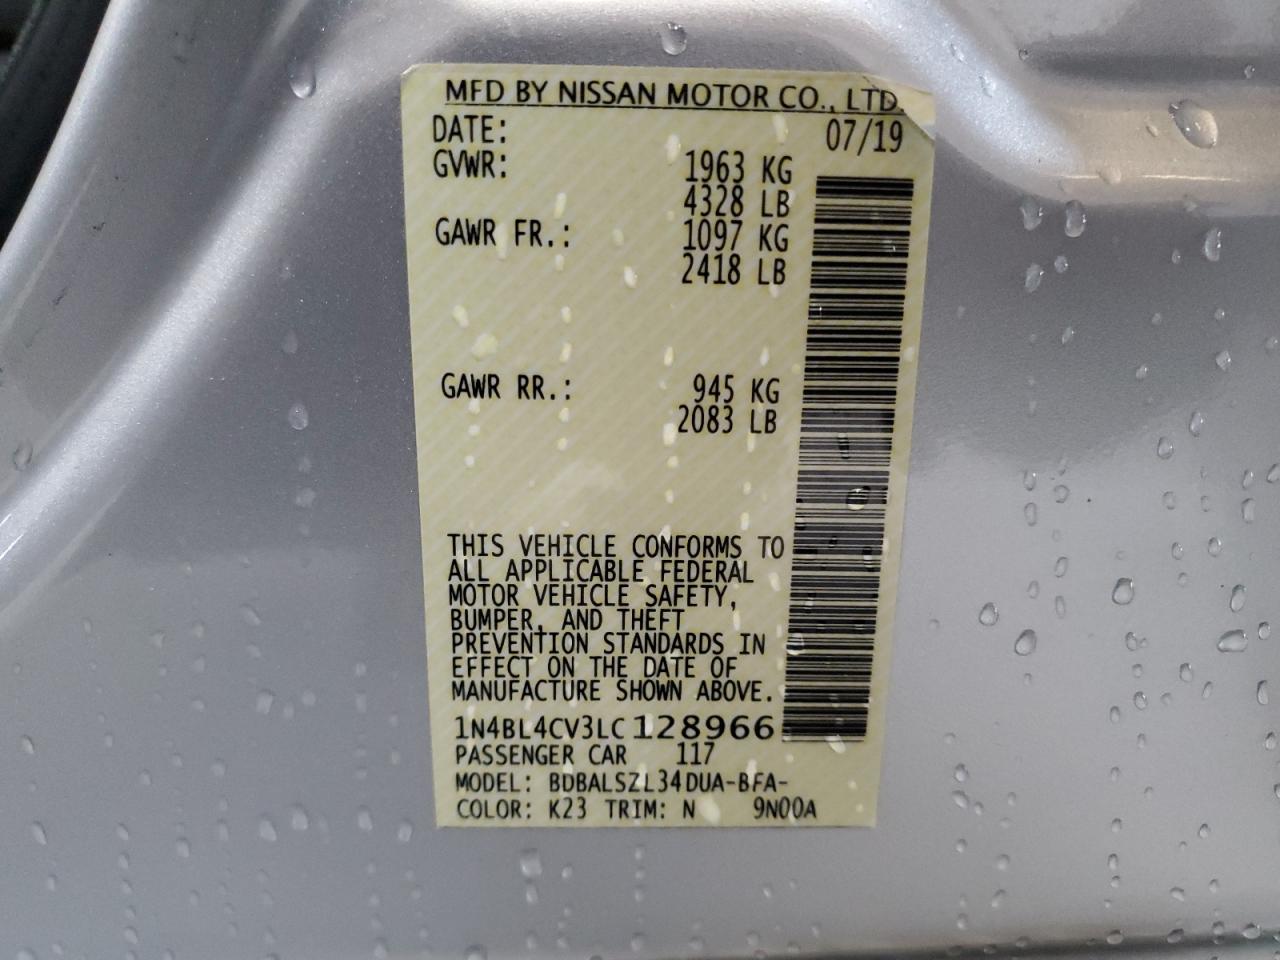 MFD BY NISSAN MOTOR CO., LTD.
DATE: 07/19
GVWR: 1963 KG
4328 LB
GAWR FR.: 1097 KG
2418 LB
GAWR RR.: 945 KG
2083 LB
THIS VEHICLE CONFORMS TO
ALL APPLICABLE FEDERAL
MOTOR VEHICLE SAFETY,
BUMPER, AND THEFT
PREVENTION STANDARDS IN
EFFECT ON THE DATE OF
MANUFACTURE SHOWN ABOVE.
1N4BL4CV3LC128966
PASSENGER CAR 117
MODEL: BDBALSZL34DUA-BFA-
COLOR: K23 TRIM: N 9N00A